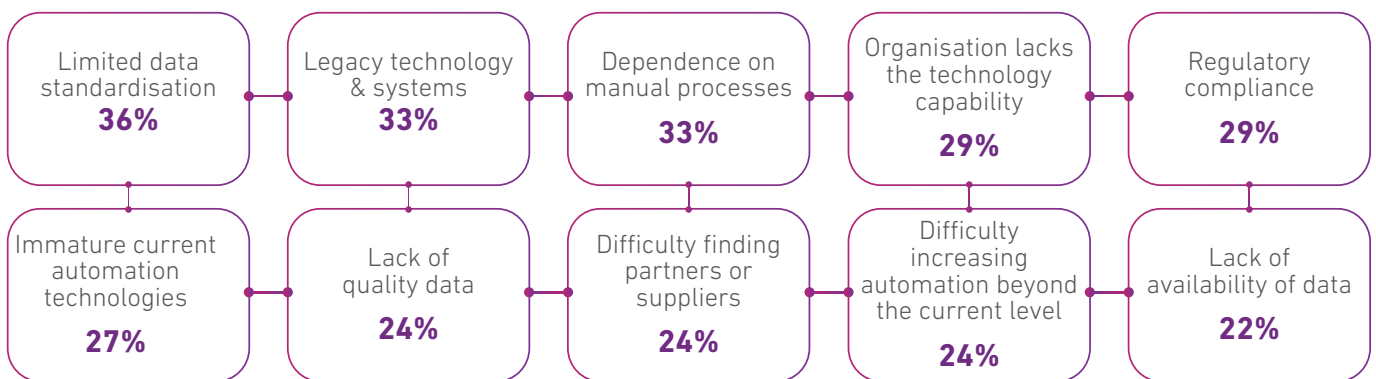 Limited data
standardisation
36%
Legacy technology
& systems
33%
Dependence on
manual processes
33%
Organisation lacks
the technology
capability
29%
Regulatory
compliance
29%
Immature current
automation
technologies
27%
Lack of
quality data
24%
Difficulty finding
partners or
suppliers
24%
Difficulty
increasing
automation beyond
the current level
24%
Lack of
availability of data
22%